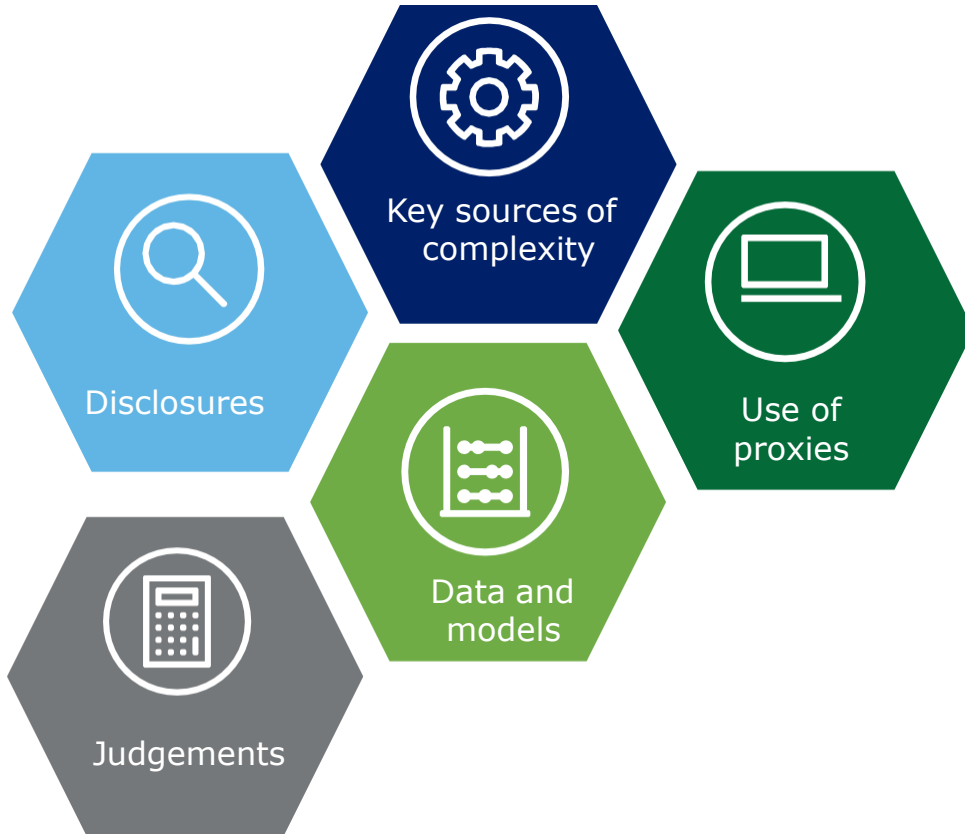 Key sources of
complexity
Disclosures
Use of
proxies
Data and
models
Judgements